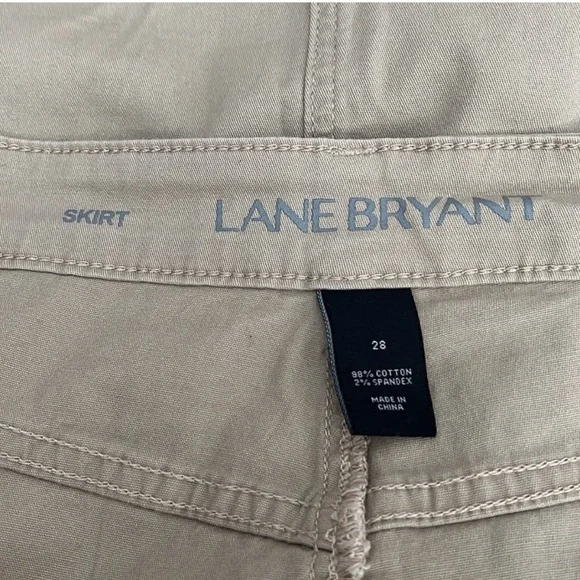 SKIRT LANE BRYANT
28
98% COTTON
2% SPANDEX
MADE IN
CHINA